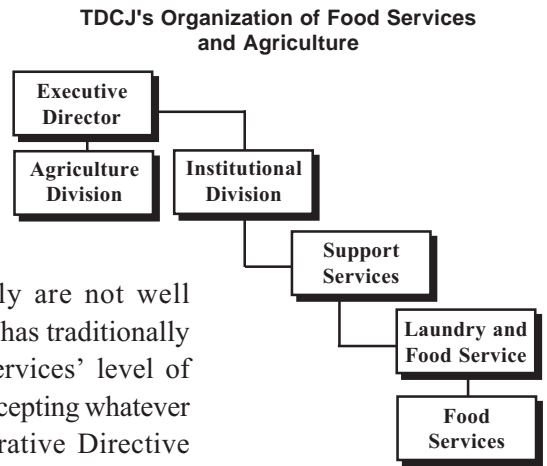 TDCJ's Organization of Food Services
and Agriculture
Executive
Director
Agriculture
Division
Institutional
Division
Support
Services
Laundry and
Food Service
Food
Services
ly are not well
has traditionally
ervices’ level of
cepting whatever
rative Directive